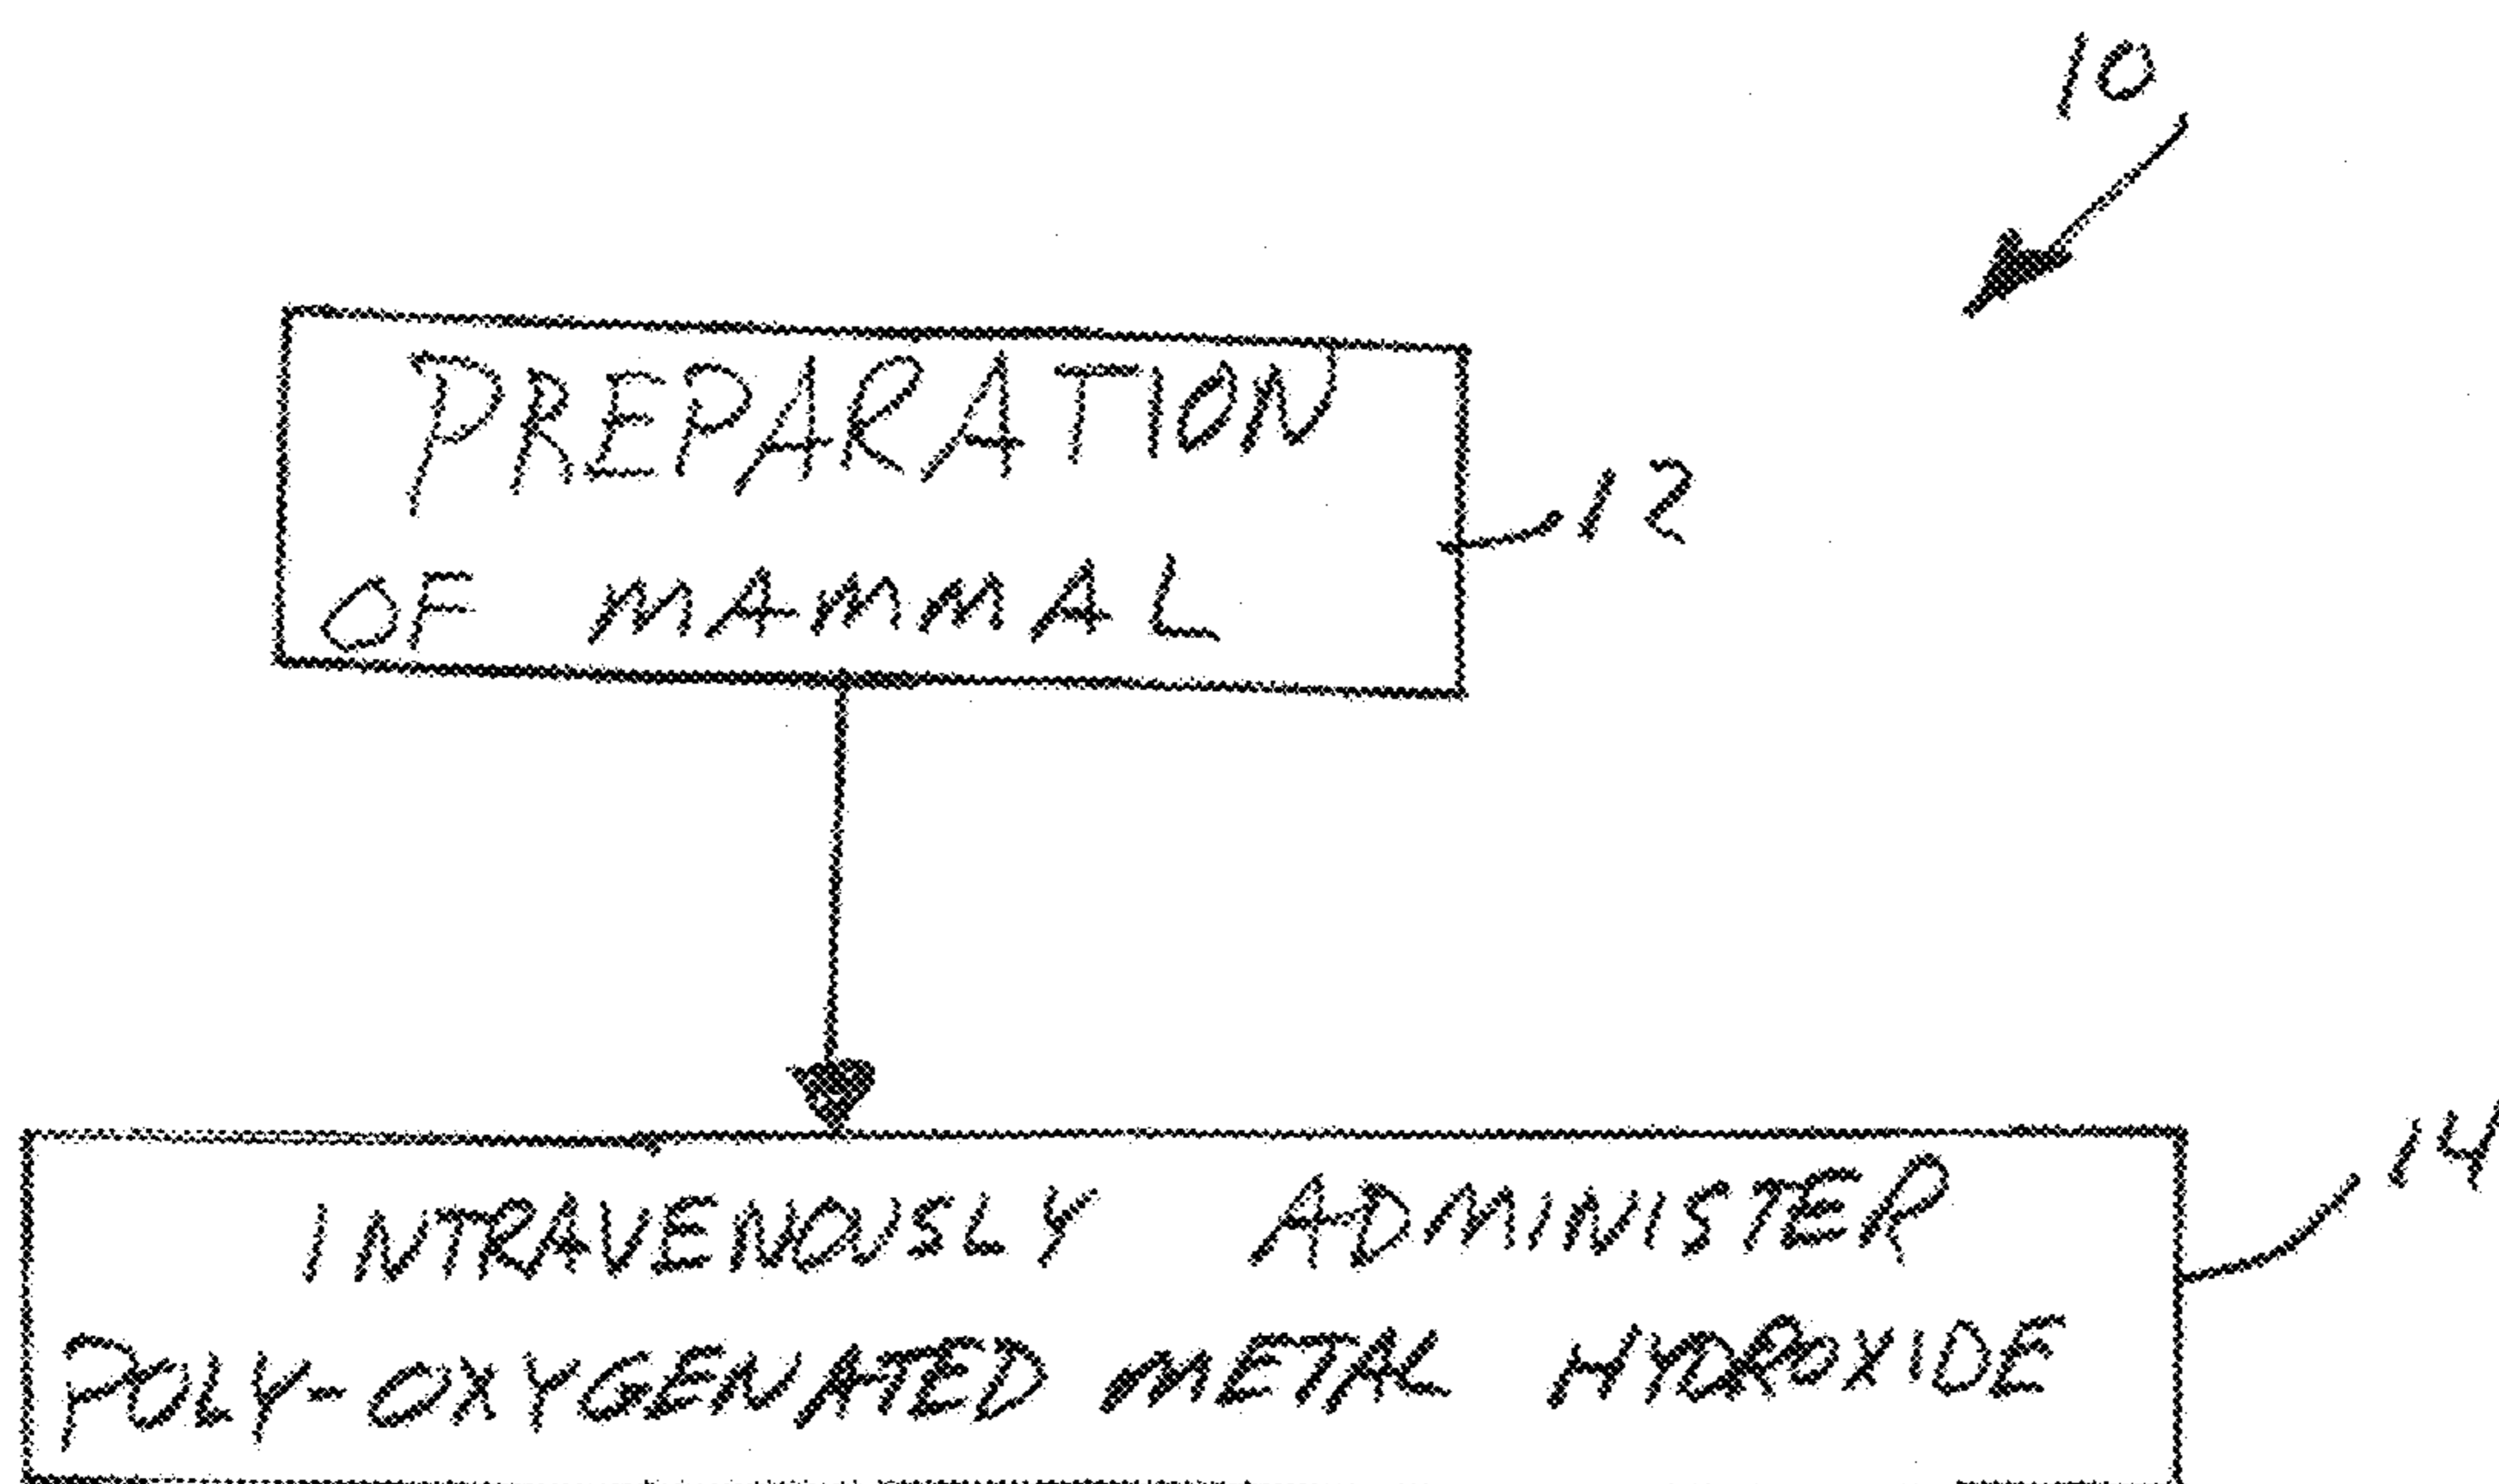 10
PREPARATION
12
OF MAMMAL
14
INTRAVENOUSLY ADMINISTER
POLY-OXYGENATED METAL HYDROXIDE